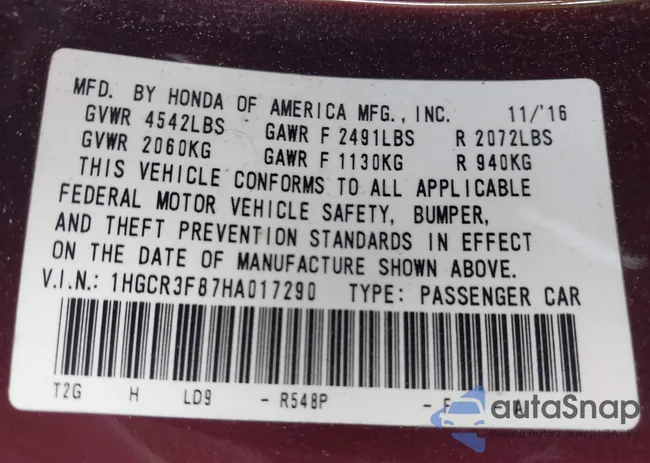 MFD. BY HONDA OF AMERICA MFG., INC. 11/'16
GVWR 4542LBS GAWR F 2491LBS R 2072LBS
GVWR 2060KG GAWR F 1130KG R 940KG
THIS VEHICLE CONFORMS TO ALL APPLICABLE
FEDERAL MOTOR VEHICLE SAFETY, BUMPER,
AND THEFT PREVENTION STANDARDS IN EFFECT
ON THE DATE OF MANUFACTURE SHOWN ABOVE.
V.I.N.: 1HGCR3F87HA017290 TYPE: PASSENGER CAR
T2G H LD9 - R548P -
autoSnap